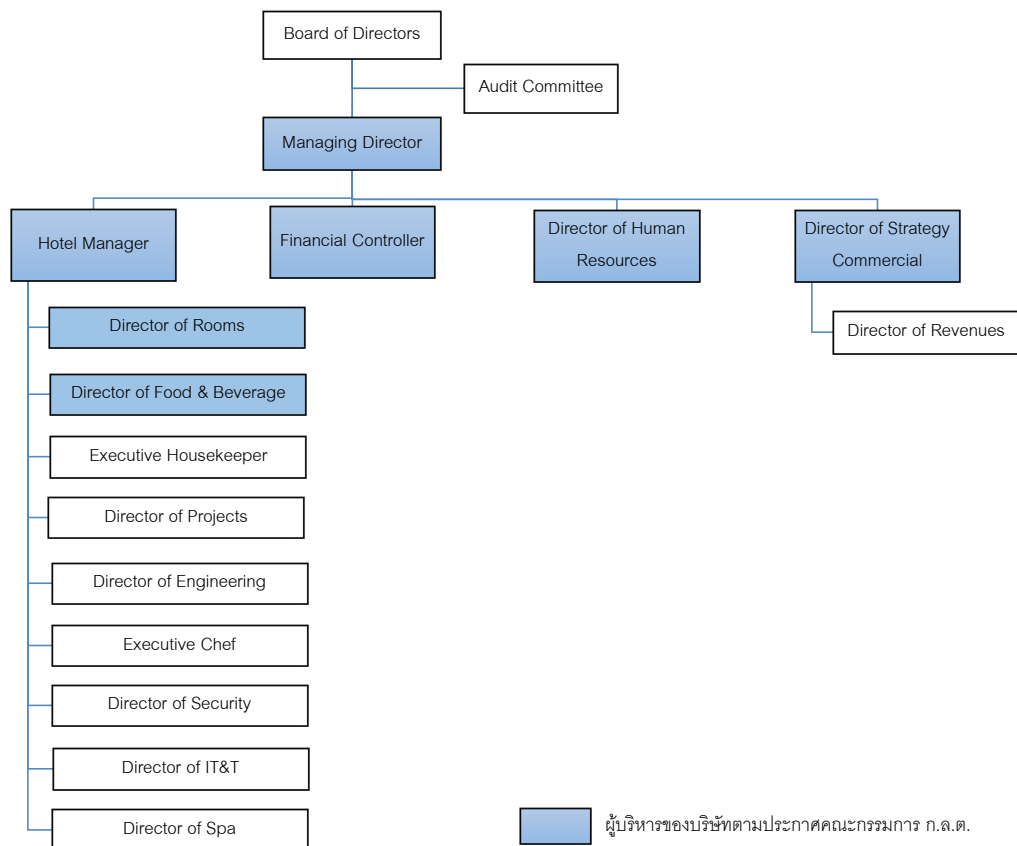 Board of Directors
Audit Committee
Managing Director
Hotel Manager
Financial Controller
Director of Human
Resources
Director of Strategy
Commercial
Director of Rooms
Director of Food & Beverage
Executive Housekeeper
Director of Projects
Director of Engineering
Executive Chef
Director of Security
Director of IT&T
Director of Spa
Director of Revenues
ผู้บริหารของบริษัทตามประกาศคณะกรรมการ ก.ล.ต.